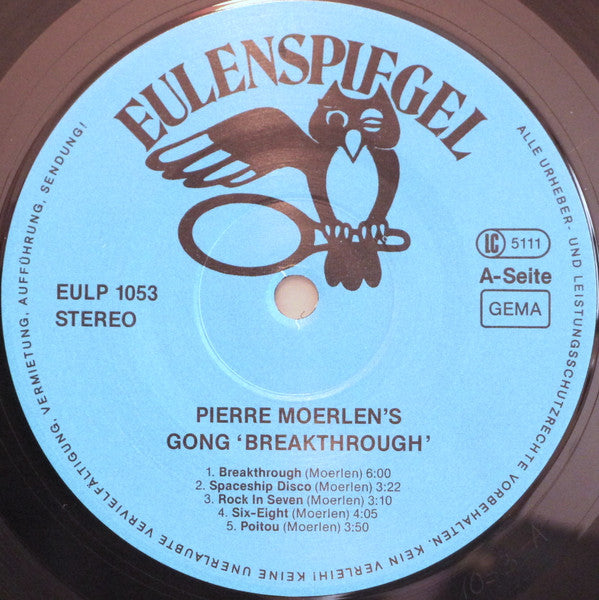 EULENSPIEGEL
ALLE URHEBER- UND LEISTUNGSSCHUTZRECHTE VORBEHALTEN. KEIN VERLEIH! KEINE UNERLAUBTE VERVIELFÄLTIGUNG, VERMIETUNG, AUFFÜHRUNG, SENDUNG!
LC 5111
A-Seite
GEMA
EULP 1053
STEREO
PIERRE MOERLEN'S
GONG 'BREAKTHROUGH'
1. Breakthrough (Moerlen) 6:00
2. Spaceship Disco (Moerlen) 3:22
3. Rock In Seven (Moerlen) 3:10
4. Six-Eight (Moerlen) 4:05
5. Poitou (Moerlen) 3:50